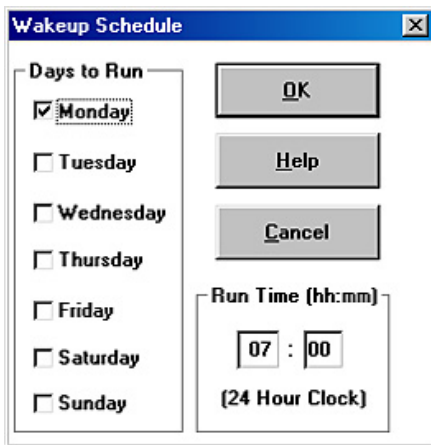 Wakeup Schedule
Days to Run
Monday
Tuesday
Wednesday
Thursday
Friday
Saturday
Sunday
OK
Help
Cancel
Run Time (hh:mm)
07 : 00
(24 Hour Clock)